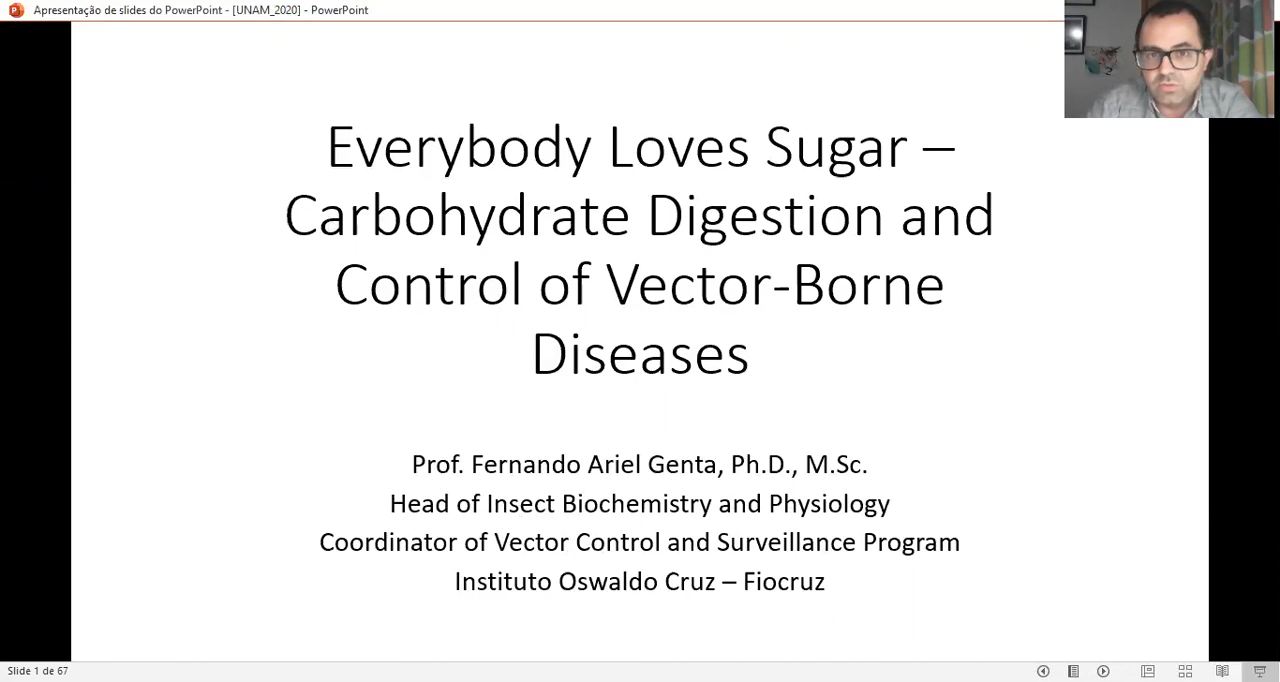 Apresentação de slides do PowerPoint - [UNAM_2020] - PowerPoint
Everybody Loves Sugar –
Carbohydrate Digestion and
Control of Vector-Borne
Diseases
Prof. Fernando Ariel Genta, Ph.D., M.Sc.
Head of Insect Biochemistry and Physiology
Coordinator of Vector Control and Surveillance Program
Instituto Oswaldo Cruz – Fiocruz
Slide 1 de 67